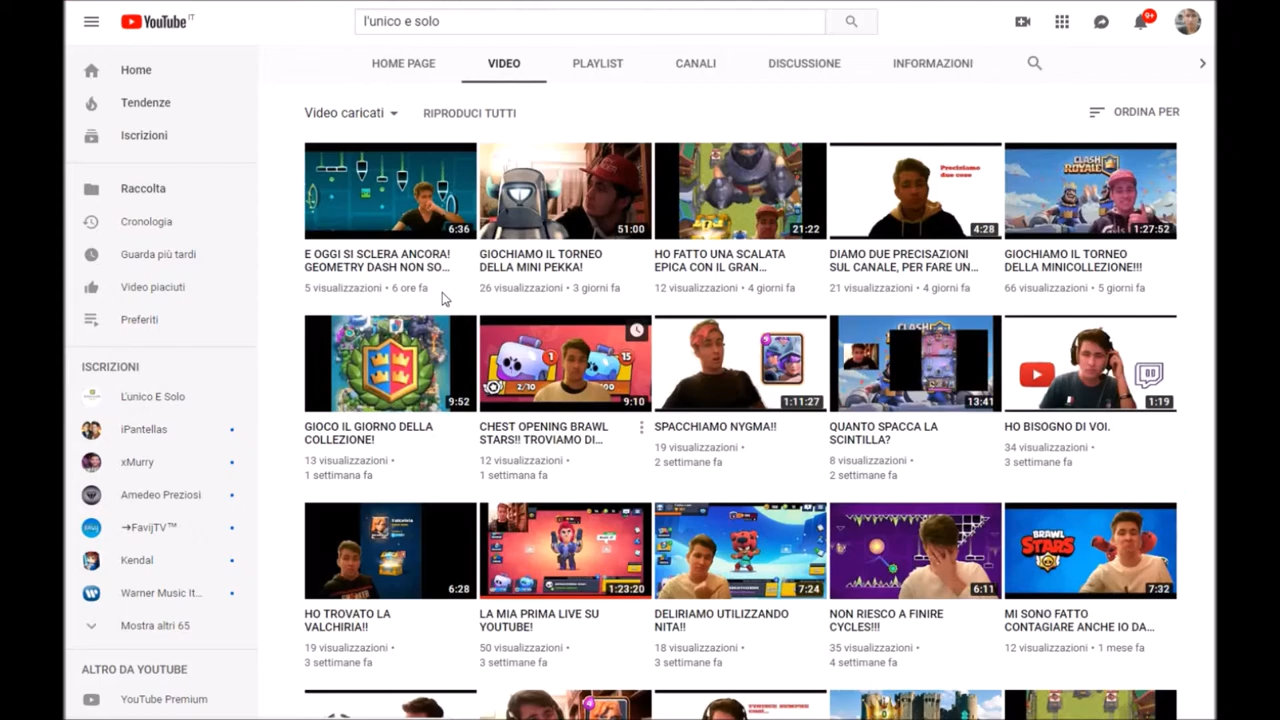 YouTube IT
l'unico e solo
9+
HOME PAGE
VIDEO
PLAYLIST
CANALI
DISCUSSIONE
INFORMAZIONI
Home
Tendenze
Iscrizioni
Raccolta
Cronologia
Guarda più tardi
Video piaciuti
Preferiti
ISCRIZIONI
L'unico E Solo
iPantellas
xMurry
Amedeo Preziosi
➔FavijTV™
Kendal
Warner Music It...
Mostra altri 65
ALTRO DA YOUTUBE
YouTube Premium
Video caricati
RIPRODUCI TUTTI
ORDINA PER
6:36
E OGGI SI SCLERA ANCORA!
GEOMETRY DASH NON SO...
5 visualizzazioni • 6 ore fa
51:00
GIOCHIAMO IL TORNEO
DELLA MINI PEKKA!
26 visualizzazioni • 3 giorni fa
21:22
HO FATTO UNA SCALATA
EPICA CON IL GRAN...
12 visualizzazioni • 4 giorni fa
Precisiamo
due cose
4:28
DIAMO DUE PRECISAZIONI
SUL CANALE, PER FARE UN...
21 visualizzazioni • 4 giorni fa
CLASH
ROYALE
1:27:52
GIOCHIAMO IL TORNEO
DELLA MINICOLLEZIONE!!!
66 visualizzazioni • 5 giorni fa
9:52
GIOCO IL GIORNO DELLA
COLLEZIONE!
13 visualizzazioni •
1 settimana fa
1
15
2/10
9:10
CHEST OPENING BRAWL
STARS!! TROVIAMO DI...
12 visualizzazioni •
1 settimana fa
1:11:27
SPACCHIAMO NYGMA!!
19 visualizzazioni •
2 settimane fa
CLASH
13:41
QUANTO SPACCA LA
SCINTILLA?
8 visualizzazioni •
2 settimane fa
1:19
HO BISOGNO DI VOI.
34 visualizzazioni •
3 settimane fa
6:28
HO TROVATO LA
VALCHIRIA!!
19 visualizzazioni •
3 settimane fa
1:23:20
LA MIA PRIMA LIVE SU
YOUTUBE!
50 visualizzazioni •
3 settimane fa
7:24
DELIRIAMO UTILIZZANDO
NITA!!
18 visualizzazioni •
3 settimane fa
6:11
NON RIESCO A FINIRE
CYCLES!!!
35 visualizzazioni •
4 settimane fa
BRAWL
STARS
7:32
MI SONO FATTO
CONTAGIARE ANCHE IO DA...
12 visualizzazioni • 1 mese fa